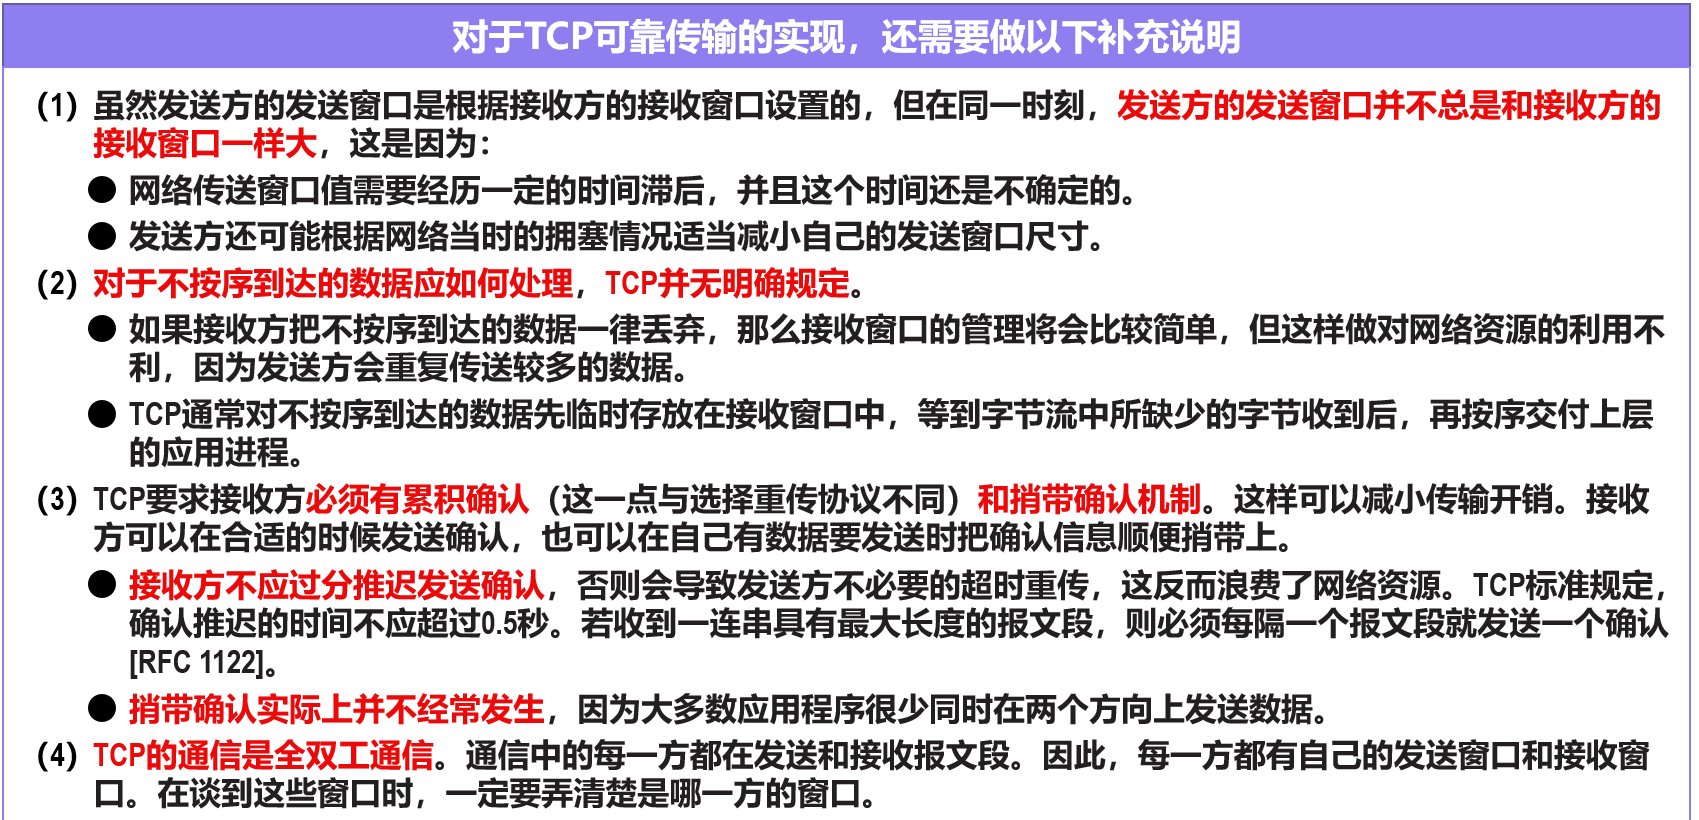 对于TCP可靠传输的实现，还需要做以下补充说明
（1）虽然发送方的发送窗口是根据接收方的接收窗口设置的，但在同一时刻，发送方的发送窗口并不总是和接收方的
接收窗口一样大，这是因为：
● 网络传送窗口值需要经历一定的时间滞后，并且这个时间还是不确定的。
● 发送方还可能根据网络当时的拥塞情况适当减小自己的发送窗口尺寸。
（2）对于不按序到达的数据应如何处理，TCP并无明确规定。
● 如果接收方把不按序到达的数据一律丢弃，那么接收窗口的管理将会比较简单，但这样做对网络资源的利用不
利，因为发送方会重复传送较多的数据。
● TCP通常对不按序到达的数据先临时存放在接收窗口中，等到字节流中所缺少的字节收到后，再按序交付上层
的应用进程。
（3）TCP要求接收方必须有累积确认（这一点与选择重传协议不同）和捎带确认机制。这样可以减小传输开销。接收
方可以在合适的时候发送确认，也可以在自己有数据要发送时把确认信息顺便捎带上。
● 接收方不应过分推迟发送确认，否则会导致发送方不必要的超时重传，这反而浪费了网络资源。TCP标准规定，
确认推迟的时间不应超过0.5秒。若收到一连串具有最大长度的报文段，则必须每隔一个报文段就发送一个确认
[RFC 1122]。
● 捎带确认实际上并不经常发生，因为大多数应用程序很少同时在两个方向上发送数据。
（4）TCP的通信是全双工通信。通信中的每一方都在发送和接收报文段。因此，每一方都有自己的发送窗口和接收窗
口。在谈到这些窗口时，一定要弄清楚是哪一方的窗口。